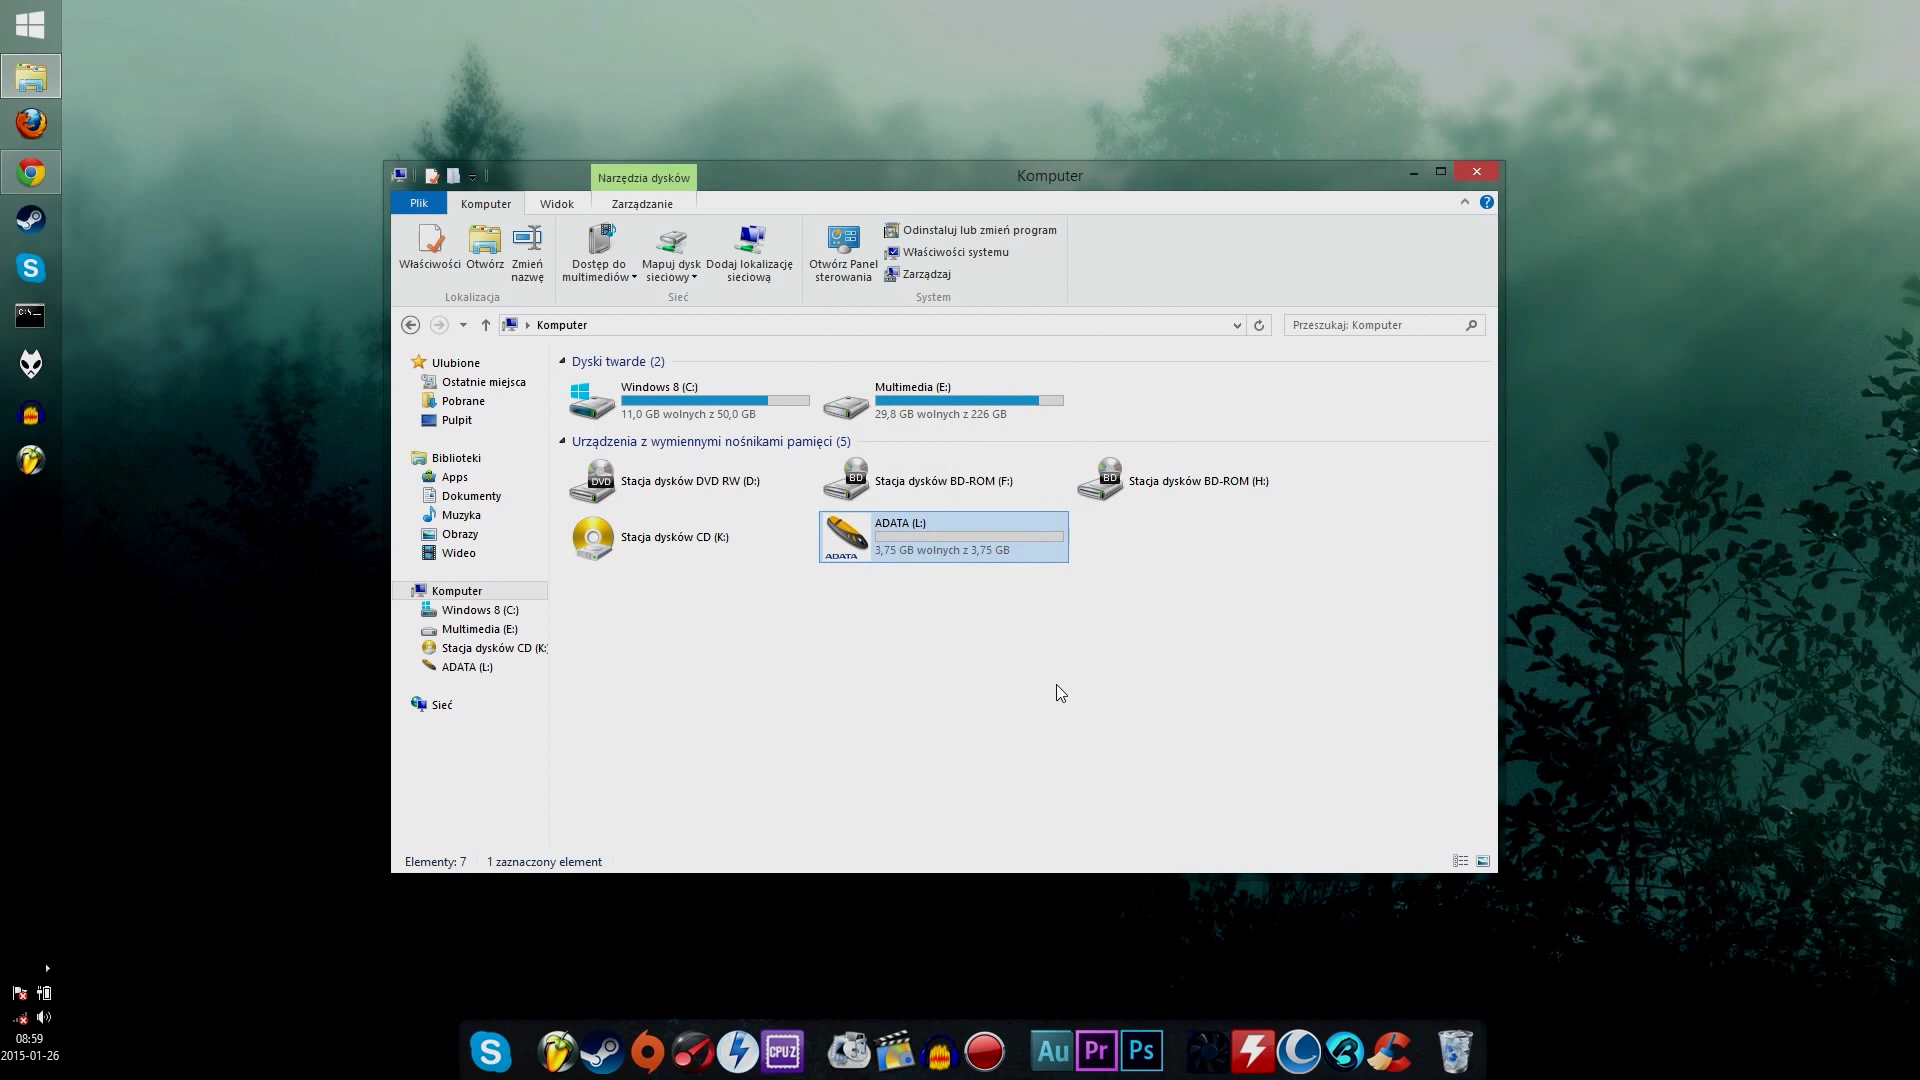 Narzędzia dysków
Komputer
Plik
Komputer
Widok
Zarządzanie
Właściwości
Otwórz
Zmień
nazwę
Lokalizacja
Dostęp do
multimediów
Mapuj dysk
sieciowy
Dodaj lokalizację
sieciową
Sieć
Otwórz Panel
sterowania
Odinstaluj lub zmień program
Właściwości systemu
Zarządzaj
System
Komputer
Przeszukaj: Komputer
Ulubione
Ostatnie miejsca
Pobrane
Pulpit
Biblioteki
Apps
Dokumenty
Muzyka
Obrazy
Wideo
Komputer
Windows 8 (C:)
Multimedia (E:)
Stacja dysków CD (K:
ADATA (L:)
Sieć
Dyski twarde (2)
Windows 8 (C:)
11,0 GB wolnych z 50,0 GB
Multimedia (E:)
29,8 GB wolnych z 226 GB
Urządzenia z wymiennymi nośnikami pamięci (5)
DVD
Stacja dysków DVD RW (D:)
BD
Stacja dysków BD-ROM (F:)
BD
Stacja dysków BD-ROM (H:)
Stacja dysków CD (K:)
ADATA
ADATA (L:)
3,75 GB wolnych z 3,75 GB
Elementy: 7
1 zaznaczony element
C:\_
08:59
2015-01-26
CPU-Z
Au
Pr
Ps